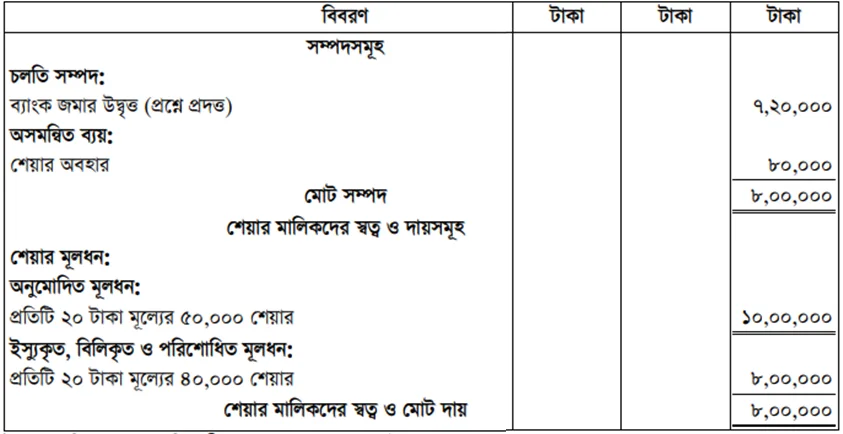 বিবরণ টাকা টাকা টাকা
সম্পদসমূহ
চলতি সম্পদ:
ব্যাংক জমার উদ্বৃত্ত (প্রশ্নে প্রদত্ত) ৭,২০,০০০
অসমন্বিত ব্যয়:
শেয়ার অবহার ৮০,০০০
মোট সম্পদ ৮,০০,০০০
শেয়ার মালিকদের স্বত্ব ও দায়সমূহ
শেয়ার মূলধন:
অনুমোদিত মূলধন:
প্রতিটি ২০ টাকা মূল্যের ৫০,০০০ শেয়ার ১০,০০,০০০
ইস্যুকৃত, বিলিকৃত ও পরিশোধিত মূলধন:
প্রতিটি ২০ টাকা মূল্যের ৪০,০০০ শেয়ার ৮,০০,০০০
শেয়ার মালিকদের স্বত্ব ও মোট দায় ৮,০০,০০০